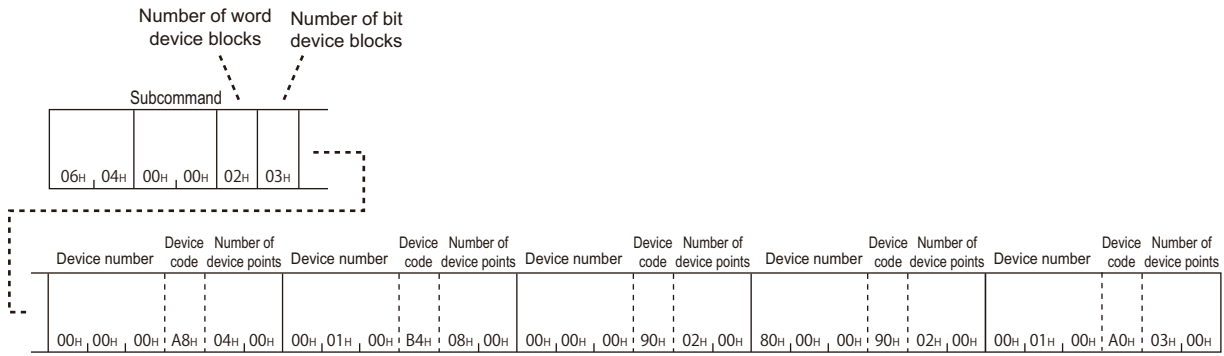 Number of word device blocks
Number of bit device blocks
Subcommand
06H 04H 00H 00H 02H 03H
Device number Device code Number of device points Device number Device code Number of device points Device number Device code Number of device points Device number Device code Number of device points Device number Device code Number of device points
00H 00H 00H A8H 04H 00H 00H 01H 00H B4H 08H 00H 00H 00H 00H 90H 02H 00H 80H 00H 00H 90H 02H 00H 00H 01H 00H A0H 03H 00H